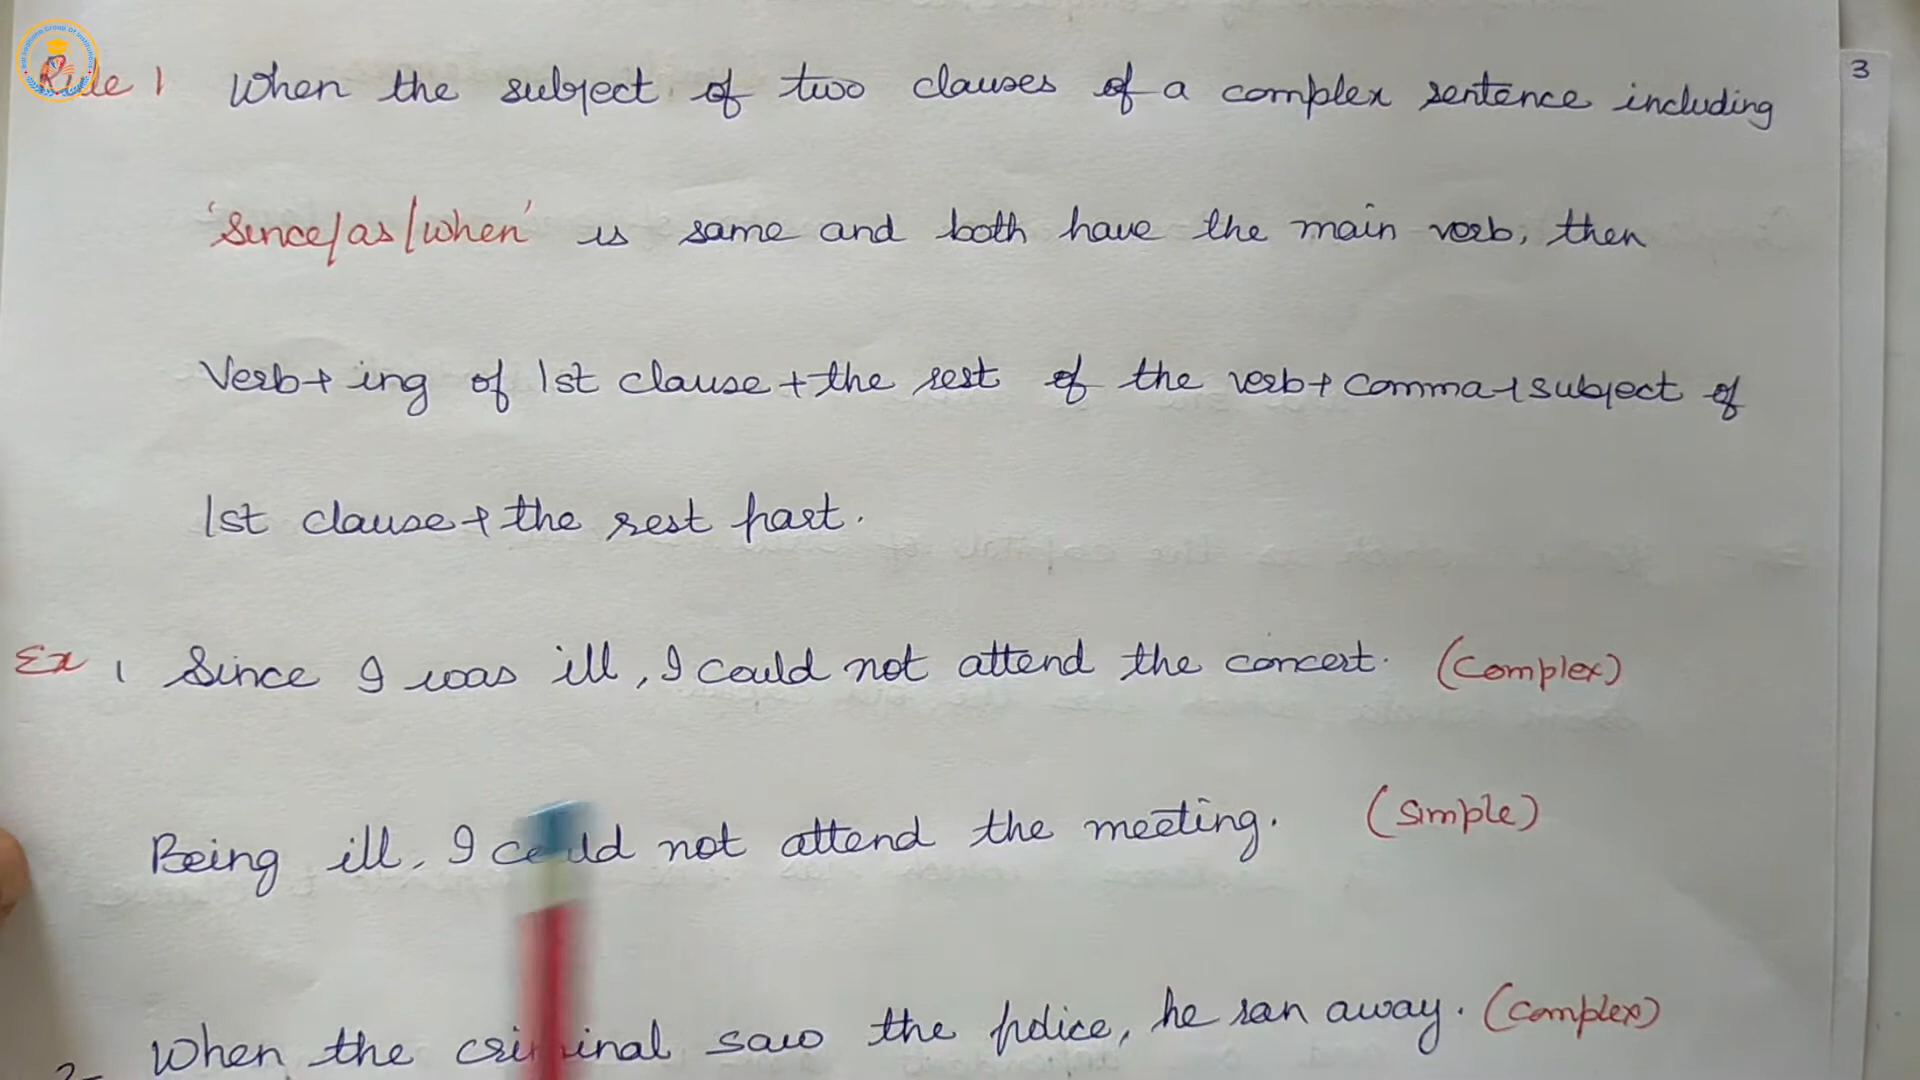 3
Rule 1 When the subject of two clauses of a complex sentence including
'Since/as/when' is same and both have the main verb, then
Verb+ing of 1st clause + the rest of the verb + comma + subject of
1st clause + the rest part.
Ex 1 Since I was ill, I could not attend the concert. (Complex)
Being ill, I could not attend the meeting. (Simple)
2- When the criminal saw the police, he ran away. (Complex)